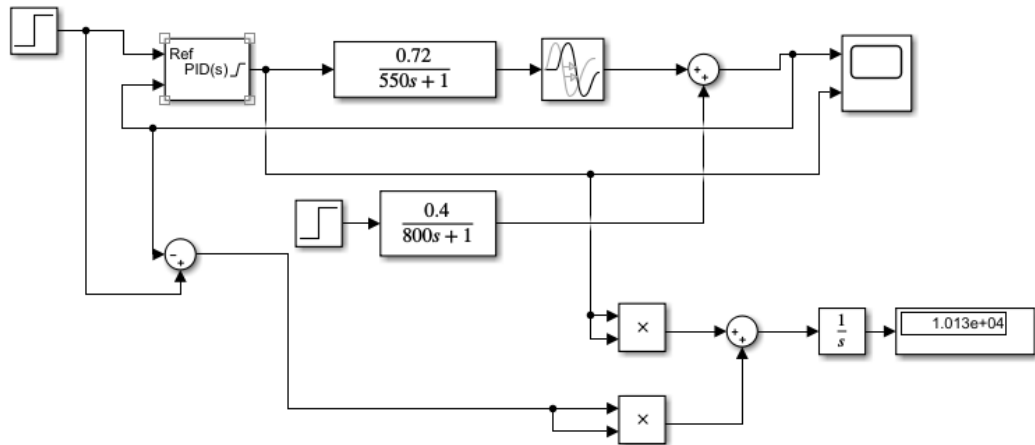 Ref
PID(s)
0.72
550s + 1
+
+
0.4
800s + 1
-
+
×
+
+
1
s
1.013e+04
×